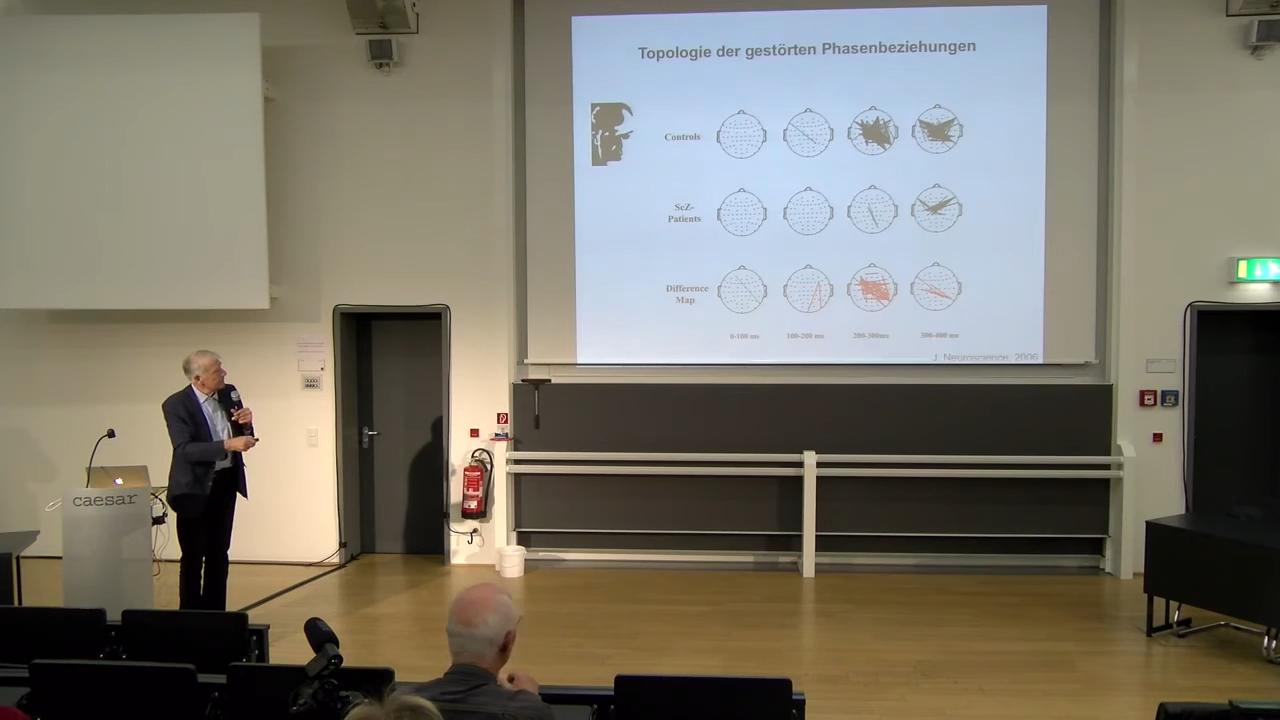 Topologie der gestörten Phasenbeziehungen
Controls
ScZ-
Patients
Difference
Map
0-100 ms
100-200 ms
200-300ms
300-400 ms
J. Neuroscience, 2006
caesar